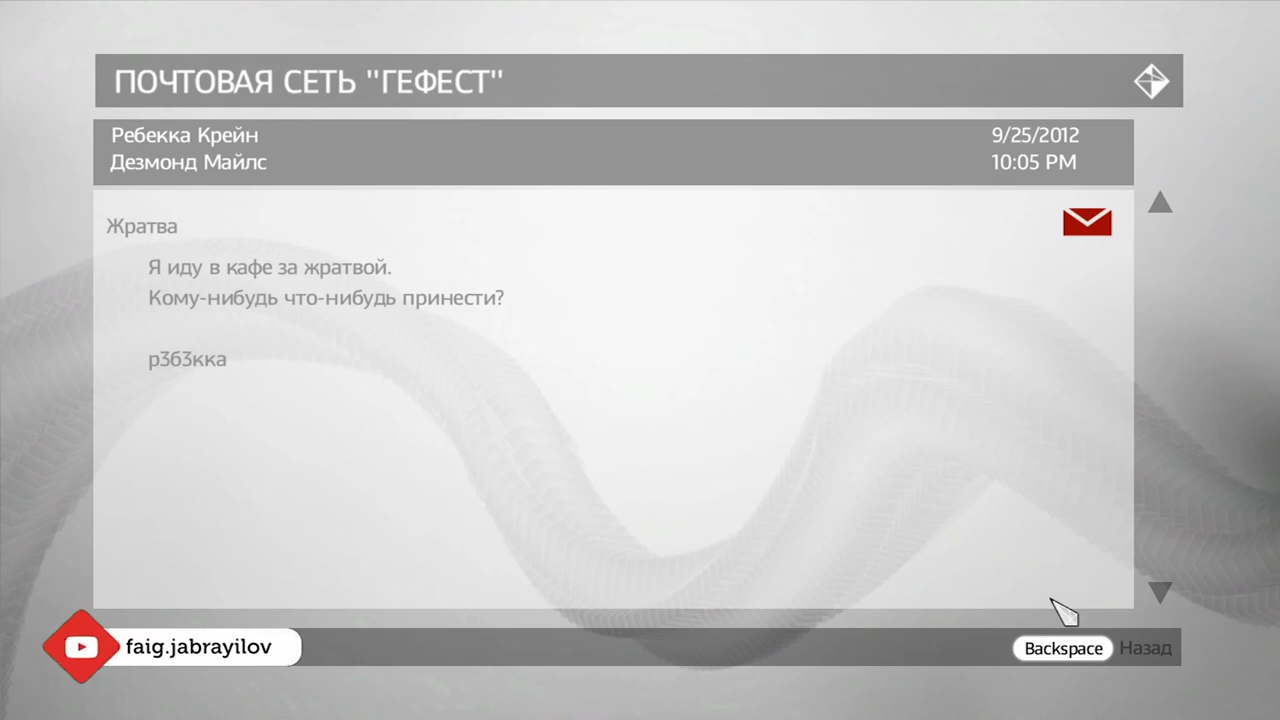 ПОЧТОВАЯ СЕТЬ "ГЕФЕСТ"
Ребекка Крейн 9/25/2012
Дезмонд Майлс 10:05 PM
Жратва
Я иду в кафе за жратвой.
Кому-нибудь что-нибудь принести?
р3б3кка
faig.jabrayilov
Backspace Назад